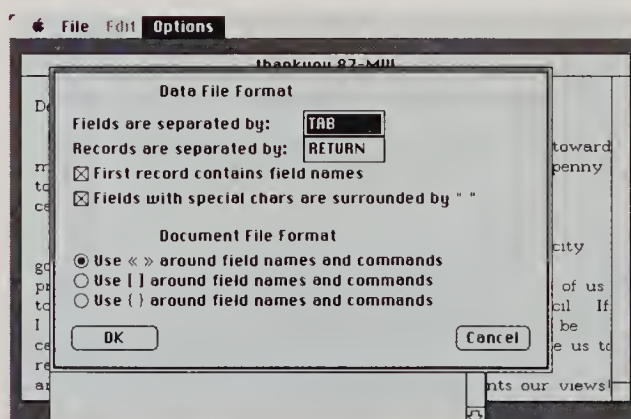 File Edit Options
thankyou 87-MW
Data File Format
Fields are separated by: TAB
Records are separated by: RETURN
First record contains field names
Fields with special chars are surrounded by " "
Document File Format
Use « » around field names and commands
Use [ ] around field names and commands
Use { } around field names and commands
OK Cancel
toward
penny
city
of us
If
I be
us to
nts our views!